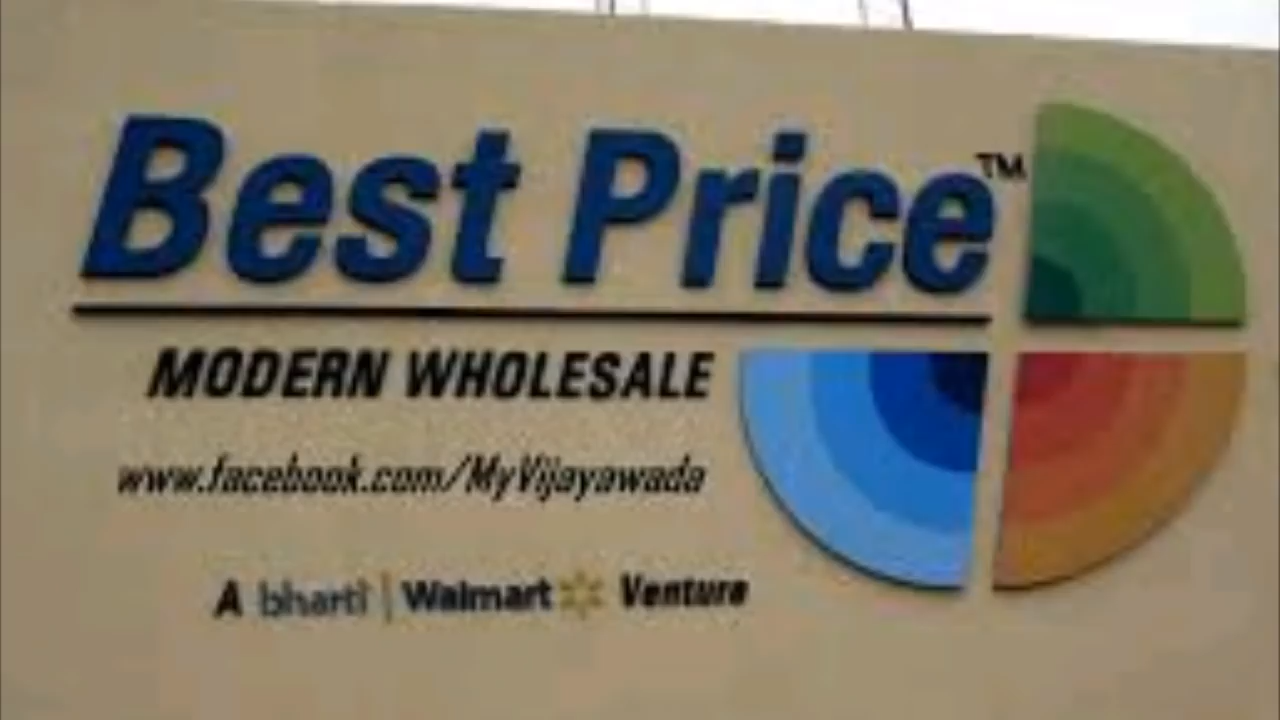 Best Price™
MODERN WHOLESALE
www.facebook.com/MyVijayawada
A bharti | Walmart Venture